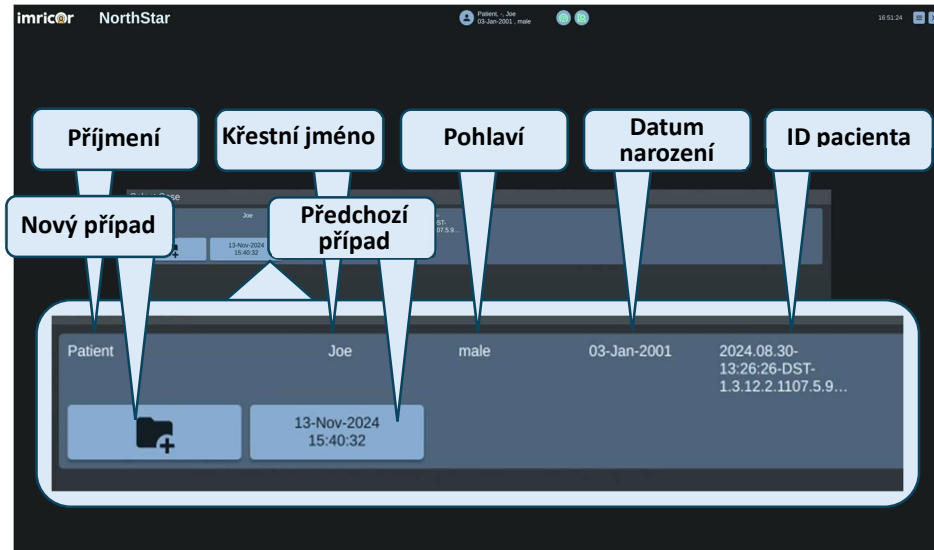 imricor NorthStar
Patient, -, Joe
03-Jan-2001 , male
16:51:24
Příjmení
Křestní jméno
Pohlaví
Datum
narození
ID pacienta
Nový případ
Předchozí
případ
Joe
13-Nov-2024
15:40:32
Patient
Joe
male
03-Jan-2001
2024.08.30-
13:26:26-DST-
1.3.12.2.1107.5.9...
13-Nov-2024
15:40:32